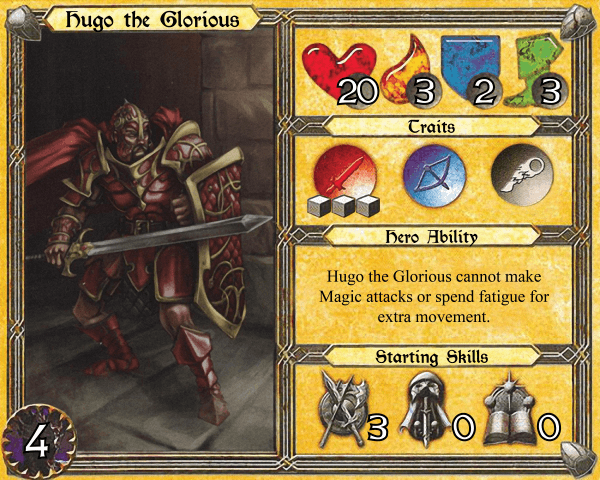 Hugo the Glorious
20 3 2 3
Traits
Hero Ability
Hugo the Glorious cannot make
Magic attacks or spend fatigue for
extra movement.
Starting Skills
3 0 0
4